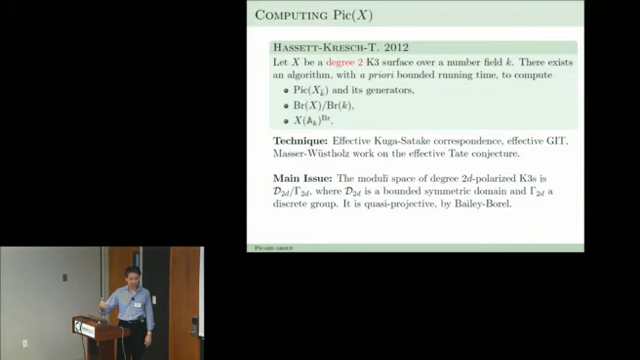 COMPUTING Pic(X)
HASSETT-KRESCH-T. 2012
Let X be a degree 2 K3 surface over a number field k. There exists
an algorithm, with a priori bounded running time, to compute
Pic(X_k̄) and its generators,
Br(X)/Br(k),
X(𝔸_k)^Br.
Technique: Effective Kuga-Satake correspondence, effective GIT,
Masser-Wüstholz work on the effective Tate conjecture.
Main Issue: The moduli space of degree 2d-polarized K3s is
𝒟_2d/Γ_2d, where 𝒟_2d is a bounded symmetric domain and Γ_2d a
discrete group. It is quasi-projective, by Bailey-Borel.
PICARD GROUP